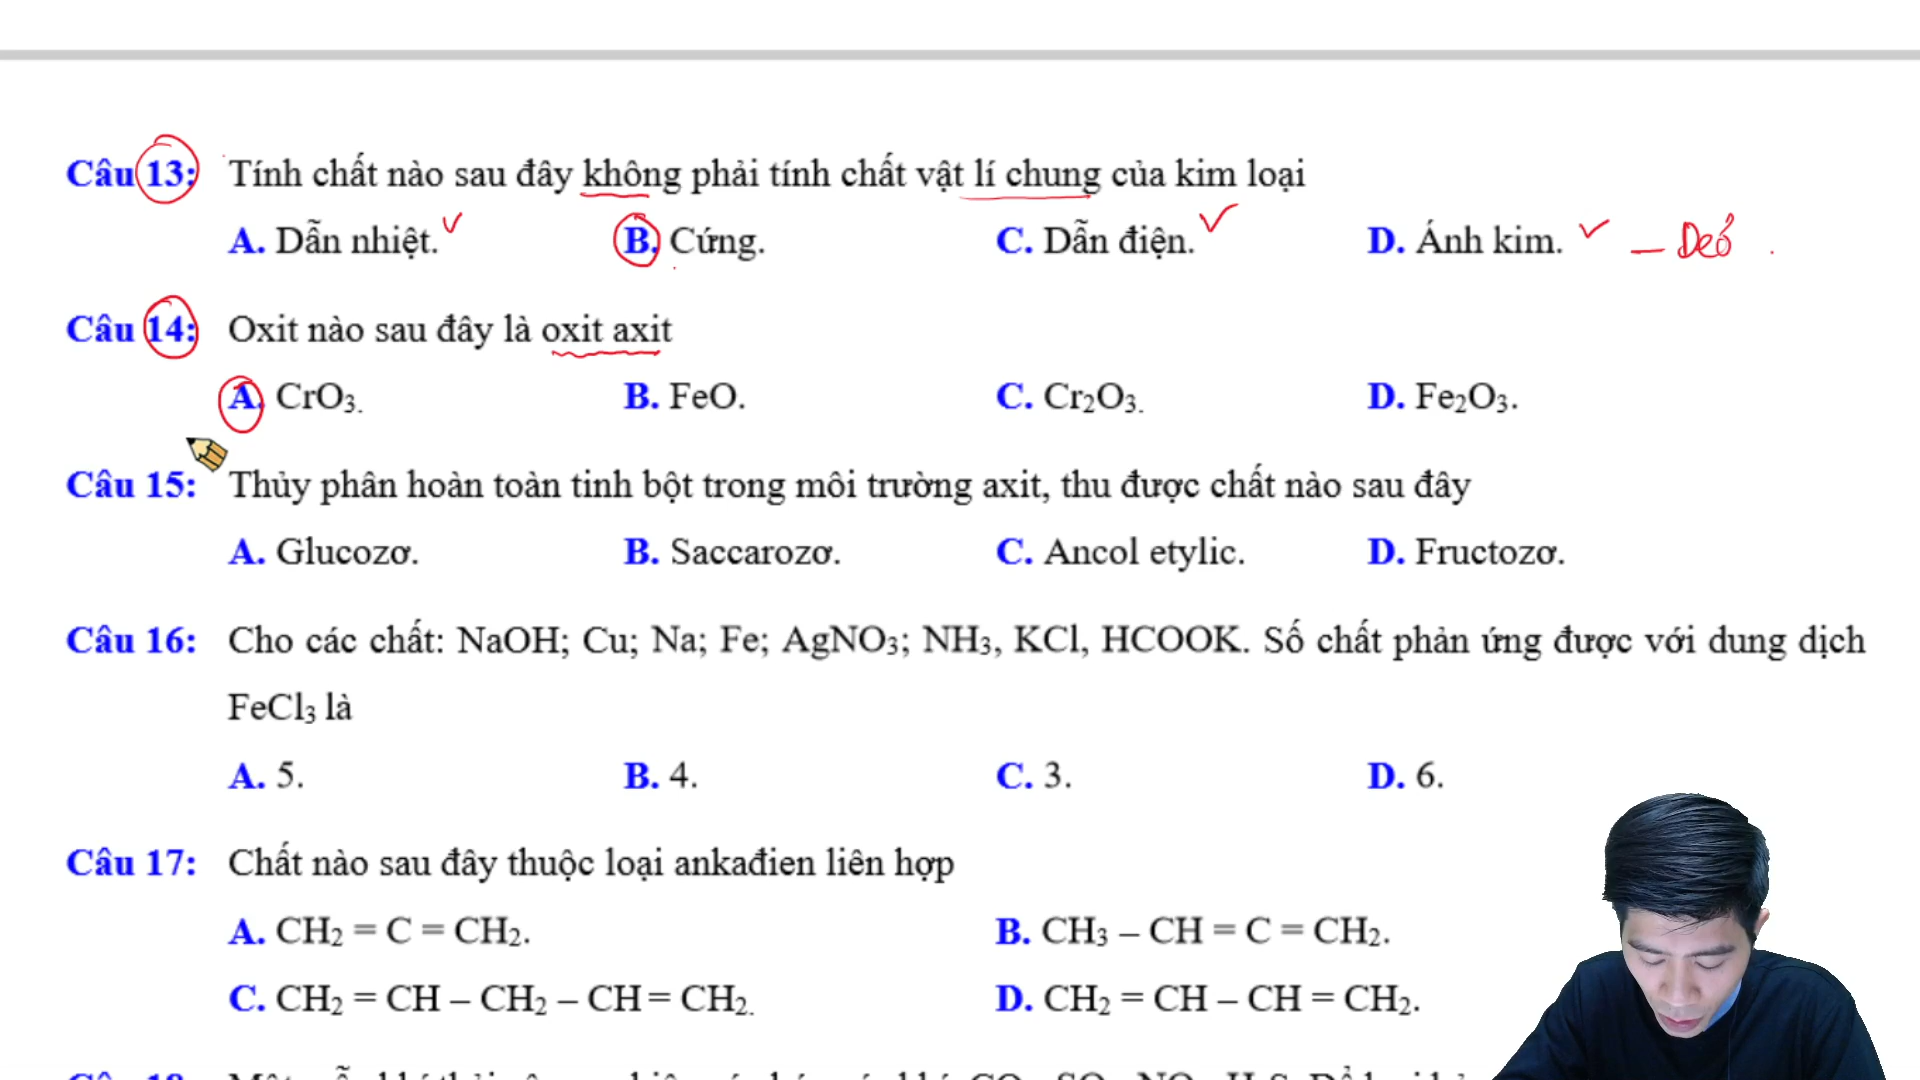 Câu 13: Tính chất nào sau đây không phải tính chất vật lí chung của kim loại
A. Dẫn nhiệt. B. Cứng. C. Dẫn điện. D. Ánh kim. – Dẻo .
Câu 14: Oxit nào sau đây là oxit axit
A. CrO₃. B. FeO. C. Cr₂O₃. D. Fe₂O₃.
Câu 15: Thủy phân hoàn toàn tinh bột trong môi trường axit, thu được chất nào sau đây
A. Glucozơ. B. Saccarozơ. C. Ancol etylic. D. Fructozơ.
Câu 16: Cho các chất: NaOH; Cu; Na; Fe; AgNO₃; NH₃, KCl, HCOOK. Số chất phản ứng được với dung dịch
FeCl₃ là
A. 5. B. 4. C. 3. D. 6.
Câu 17: Chất nào sau đây thuộc loại ankađien liên hợp
A. CH₂ = C = CH₂. B. CH₃ – CH = C = CH₂.
C. CH₂ = CH – CH₂ – CH = CH₂. D. CH₂ = CH – CH = CH₂.